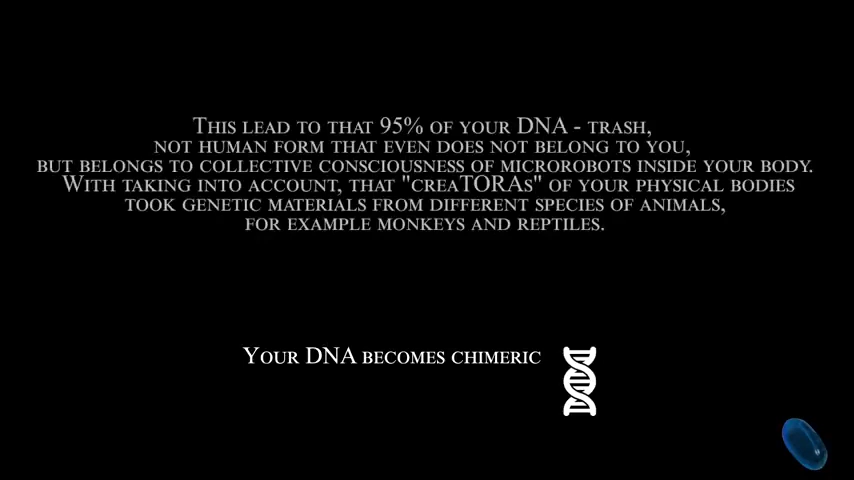 This lead to that 95% of your DNA - trash,
not human form that even does not belong to you,
but belongs to collective consciousness of microrobots inside your body.
With taking into account, that "creaTORAs" of your physical bodies
took genetic materials from different species of animals,
for example monkeys and reptiles.
Your DNA becomes chimeric